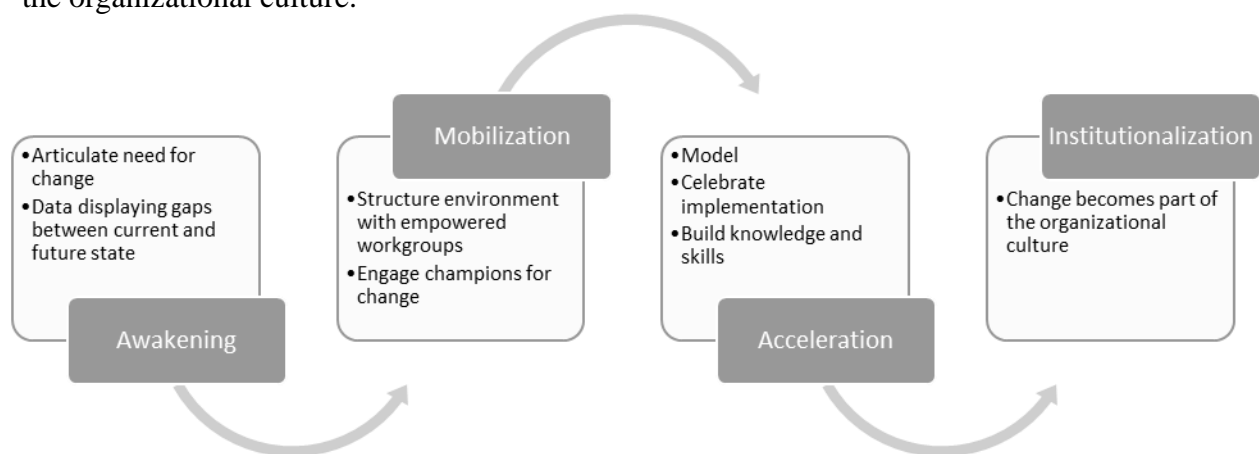 the organizational culture.
•Articulate need for
change
•Data displaying gaps
between current and
future state
Awakening
Mobilization
•Structure environment
with empowered
workgroups
•Engage champions for
change
•Model
•Celebrate
implementation
•Build knowledge and
skills
Acceleration
Institutionalization
•Change becomes part of
the organizational
culture